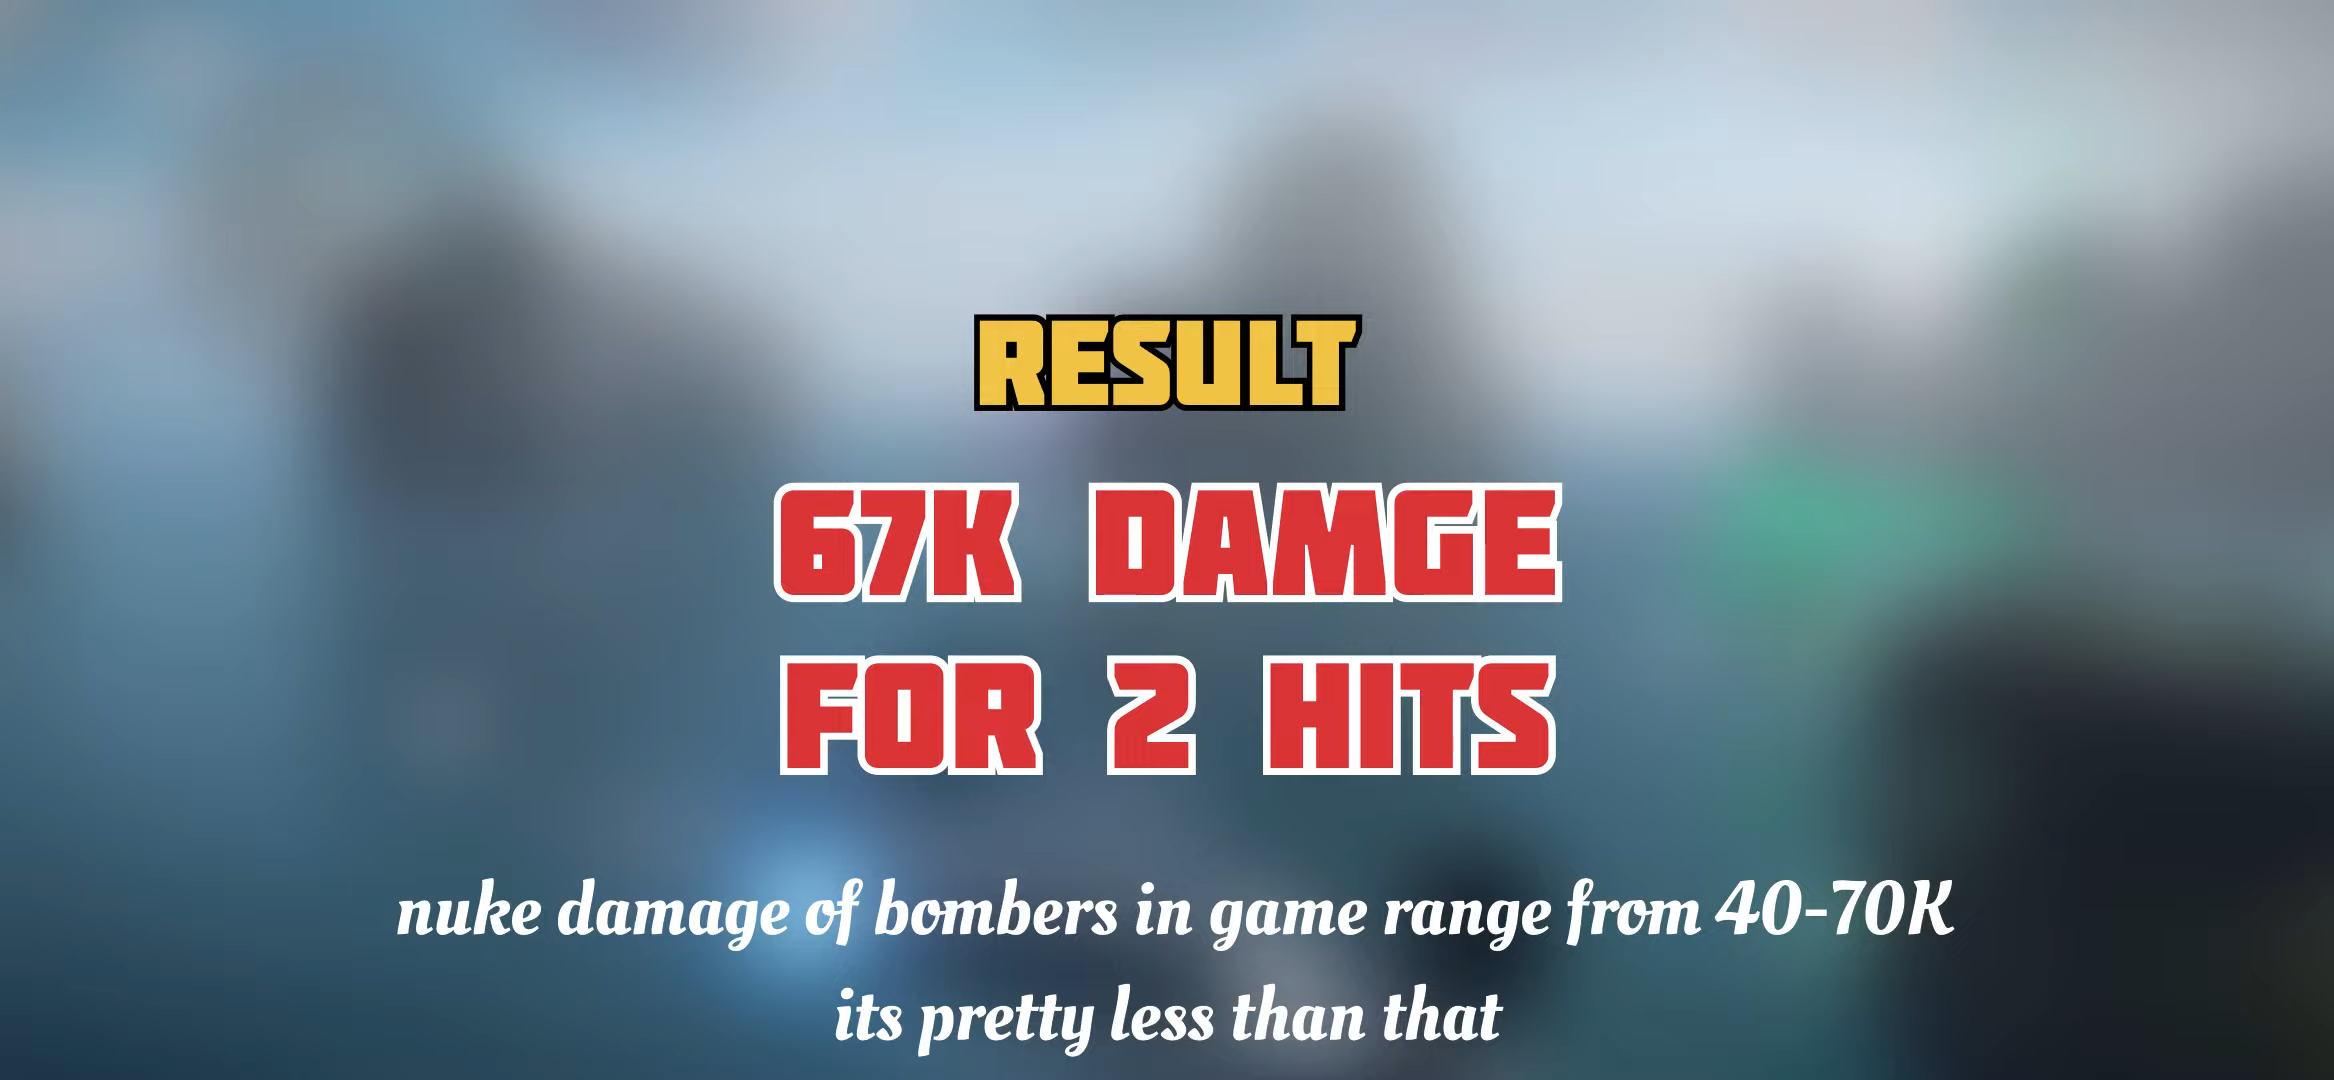 RESULT
67K DAMGE
FOR 2 HITS
nuke damage of bombers in game range from 40-70K
its pretty less than that